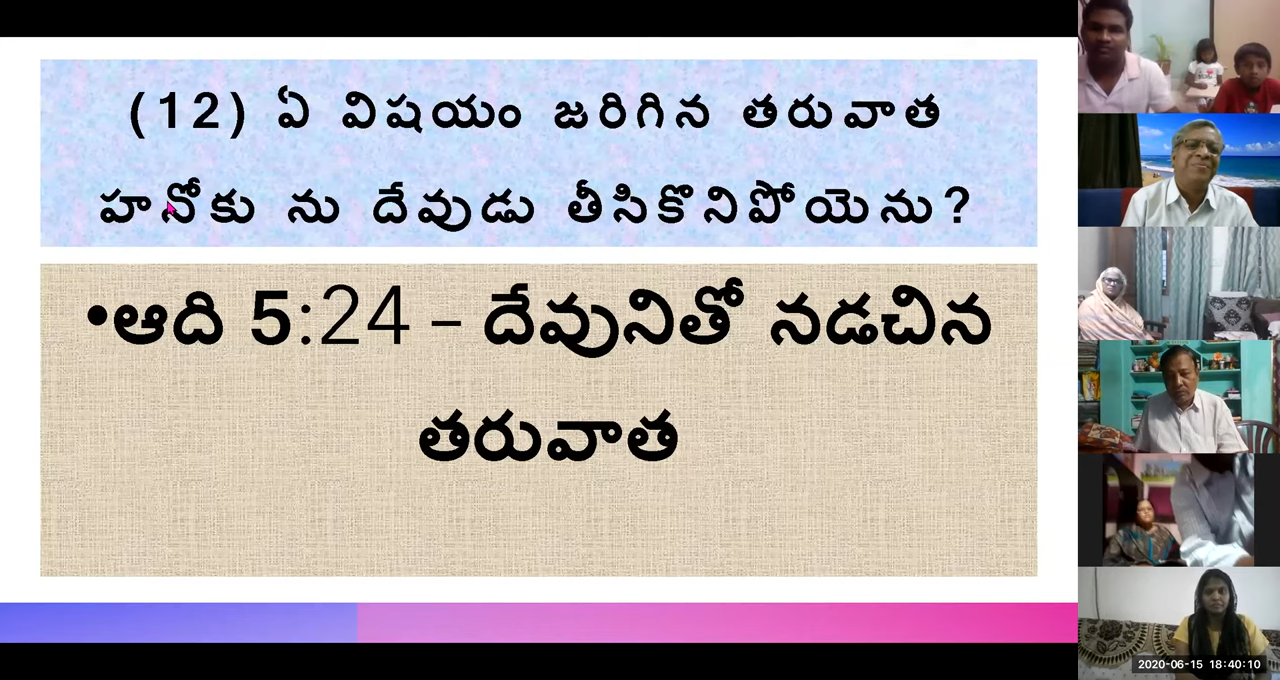 (12) ఏ విషయం జరిగిన తరువాత
హనోకు ను దేవుడు తీసికొనిపోయెను?
•ఆది 5:24 – దేవునితో నడచిన
తరువాత
2020-06-15 18:40:10